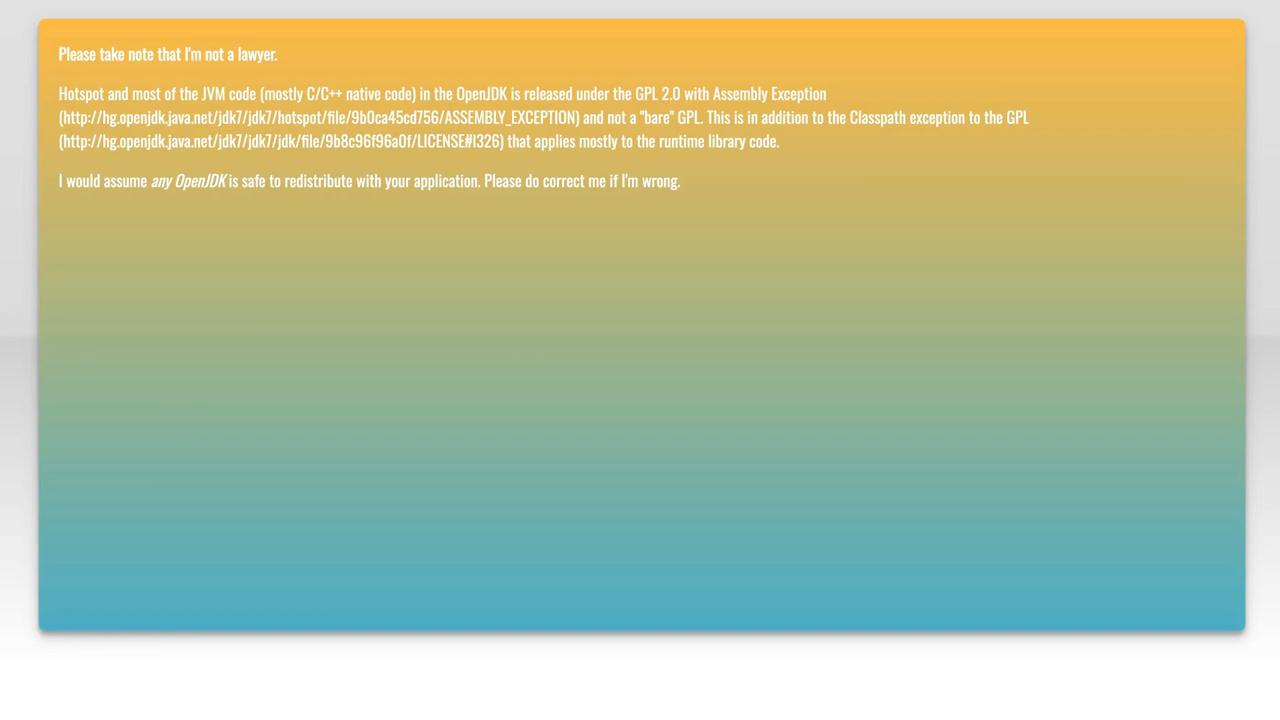 Please take note that I'm not a lawyer.
Hotspot and most of the JVM code (mostly C/C++ native code) in the OpenJDK is released under the GPL 2.0 with Assembly Exception
(http://hg.openjdk.java.net/jdk7/jdk7/hotspot/file/9b0ca45cd756/ASSEMBLY_EXCEPTION) and not a "bare" GPL. This is in addition to the Classpath exception to the GPL
(http://hg.openjdk.java.net/jdk7/jdk7/jdk/file/9b8c96f96a0f/LICENSE#l326) that applies mostly to the runtime library code.
I would assume any OpenJDK is safe to redistribute with your application. Please do correct me if I'm wrong.